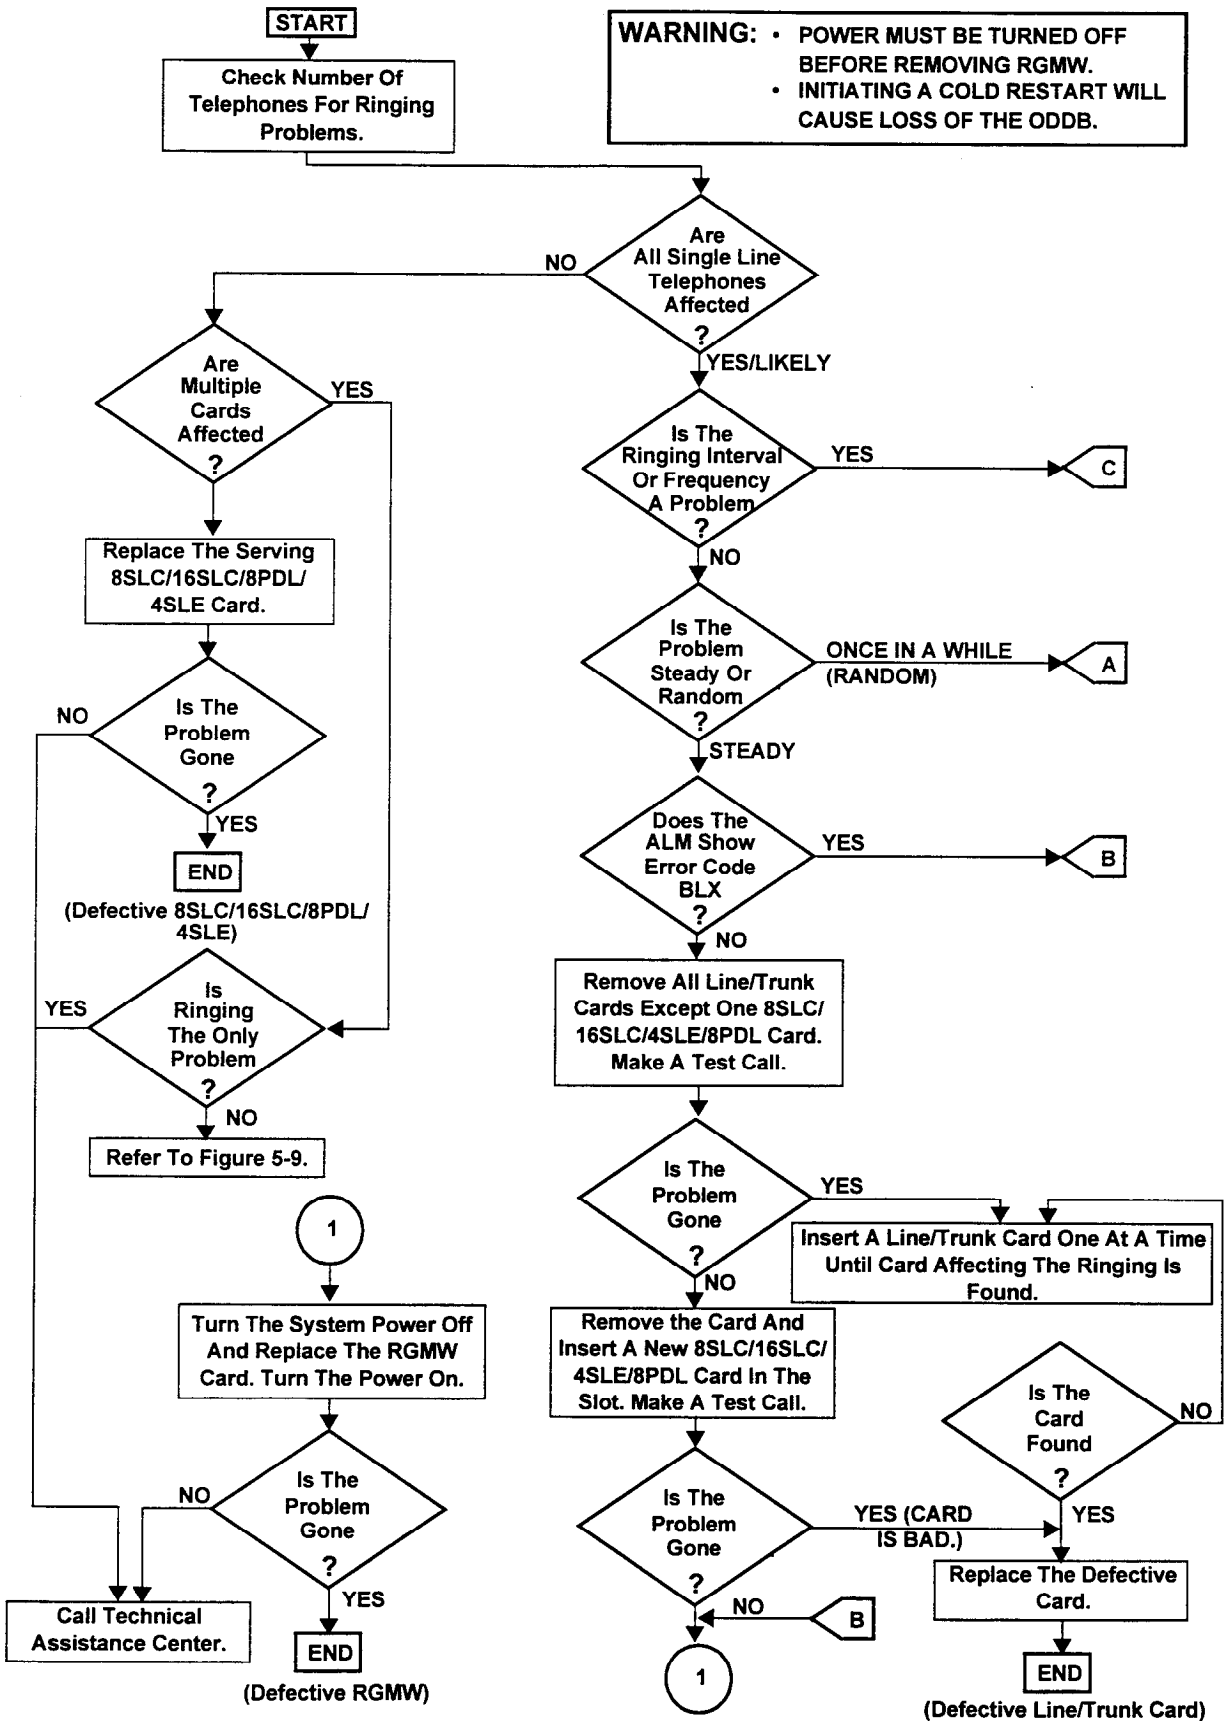 START
WARNING: • POWER MUST BE TURNED OFF
BEFORE REMOVING RGMW.
• INITIATING A COLD RESTART WILL
CAUSE LOSS OF THE ODDB.
Check Number Of
Telephones For Ringing
Problems.
Are
All Single Line
Telephones
Affected
?
NO
YES/LIKELY
Are
Multiple
Cards
Affected
?
YES
Is The
Ringing Interval
Or Frequency
A Problem
?
YES
C
NO
Replace The Serving
8SLC/16SLC/8PDL/
4SLE Card.
Is The
Problem
Steady Or
Random
?
ONCE IN A WHILE
(RANDOM)
A
STEADY
Is The
Problem
Gone
?
NO
YES
END
(Defective 8SLC/16SLC/8PDL/
4SLE)
Does The
ALM Show
Error Code
BLX
?
YES
B
NO
Is
Ringing
The Only
Problem
?
YES
NO
Refer To Figure 5-9.
Remove All Line/Trunk
Cards Except One 8SLC/
16SLC/4SLE/8PDL Card.
Make A Test Call.
Is The
Problem
Gone
?
YES
NO
Insert A Line/Trunk Card One At A Time
Until Card Affecting The Ringing Is
Found.
1
Turn The System Power Off
And Replace The RGMW
Card. Turn The Power On.
Remove the Card And
Insert A New 8SLC/16SLC/
4SLE/8PDL Card In The
Slot. Make A Test Call.
Is The
Card
Found
?
NO
YES
Is The
Problem
Gone
?
NO
YES
Is The
Problem
Gone
?
YES (CARD
IS BAD.)
NO
B
1
Replace The Defective
Card.
Call Technical
Assistance Center.
END
(Defective RGMW)
END
(Defective Line/Trunk Card)